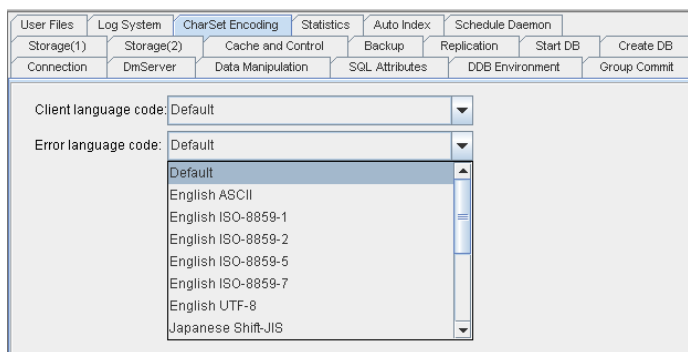 User Files Log System CharSet Encoding Statistics Auto Index Schedule Daemon
Storage(1) Storage(2) Cache and Control Backup Replication Start DB Create DB
Connection DmServer Data Manipulation SQL Attributes DDB Environment Group Commit
Client language code: Default
Error language code: Default
Default
English ASCII
English ISO-8859-1
English ISO-8859-2
English ISO-8859-5
English ISO-8859-7
English UTF-8
Japanese Shift-JIS